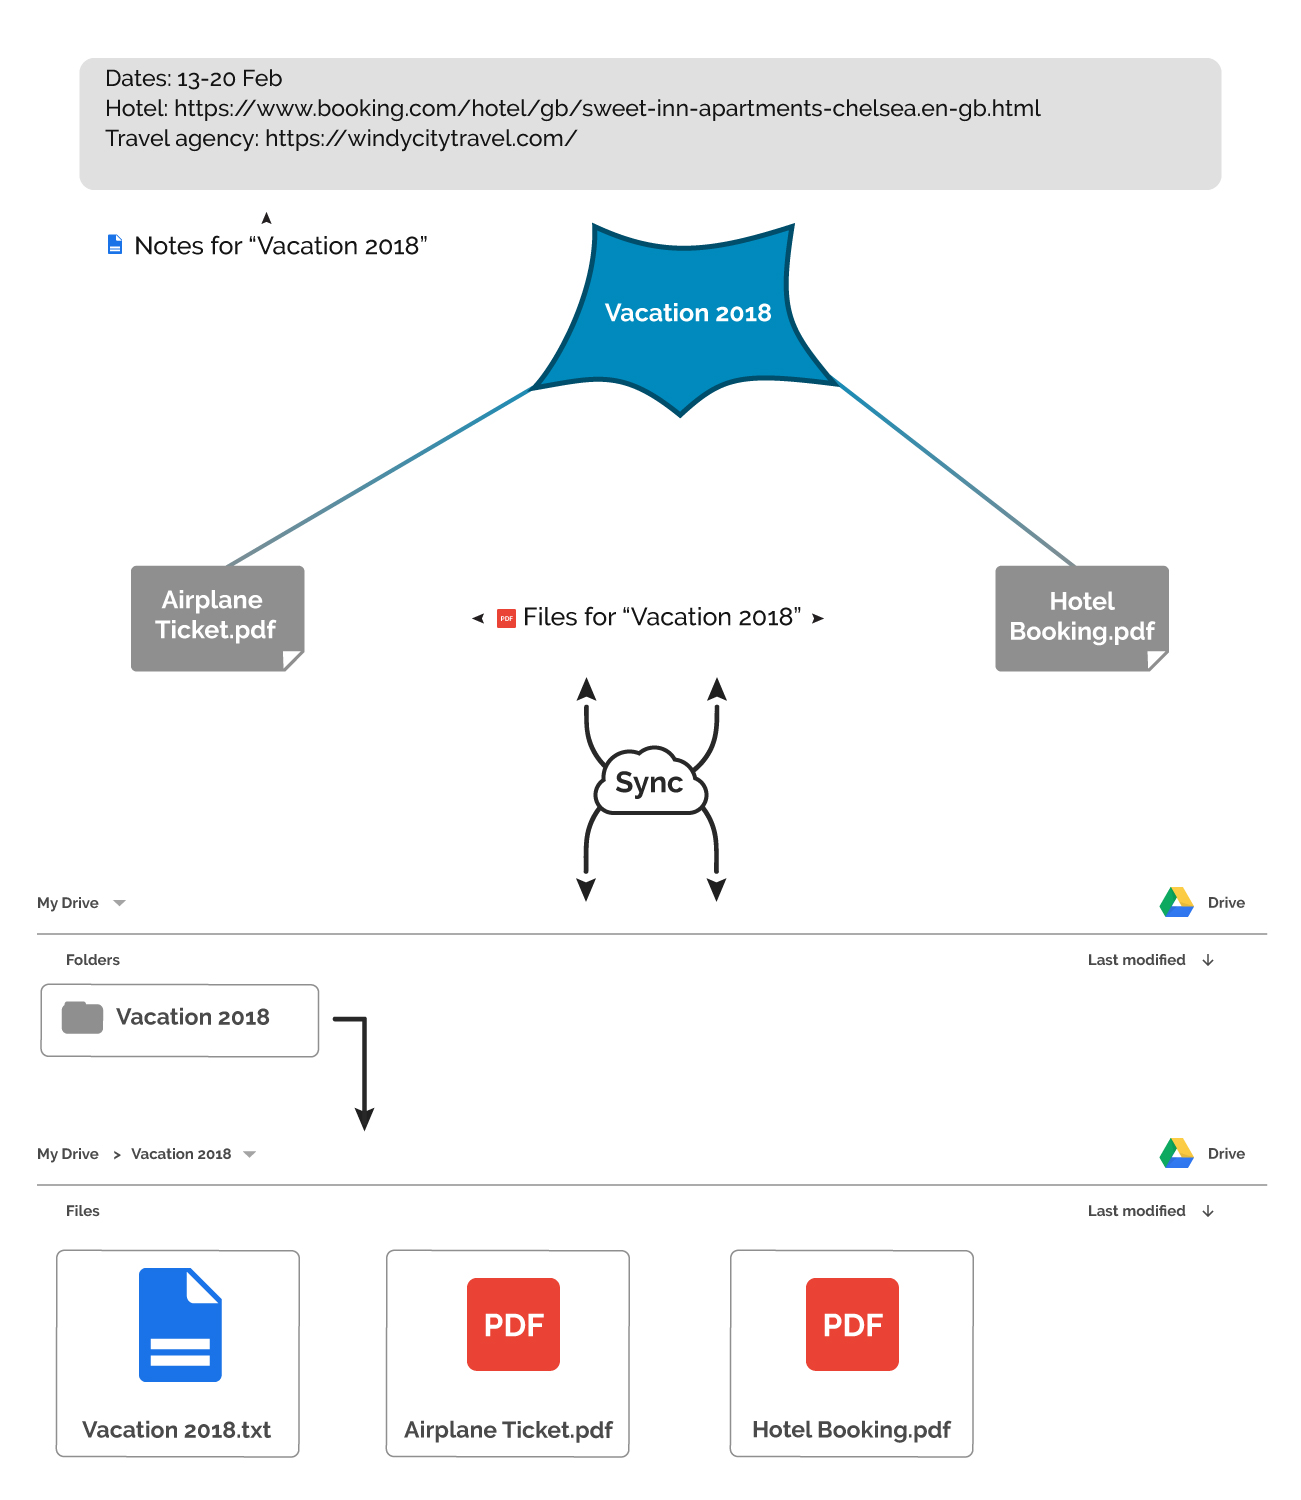 Dates: 13-20 Feb
Hotel: https://www.booking.com/hotel/gb/sweet-inn-apartments-chelsea.en-gb.html
Travel agency: https://windycitytravel.com/
Notes for “Vacation 2018”
Vacation 2018
Airplane
Ticket.pdf
PDF Files for “Vacation 2018”
Hotel
Booking.pdf
Sync
My Drive
Drive
Folders
Last modified
Vacation 2018
My Drive > Vacation 2018
Drive
Files
Last modified
PDF
PDF
Vacation 2018.txt
Airplane Ticket.pdf
Hotel Booking.pdf